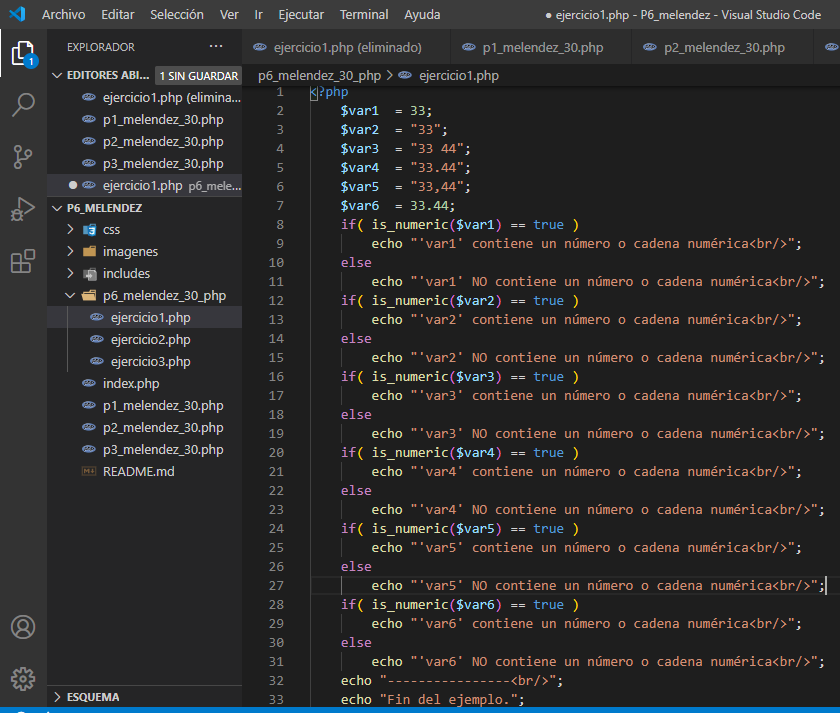 Archivo Editar Selección Ver Ir Ejecutar Terminal Ayuda ● ejercicio1.php - P6_melendez - Visual Studio Code
EXPLORADOR ···
EDITORES ABI... 1 SIN GUARDAR
ejercicio1.php (elimina...
p1_melendez_30.php
p2_melendez_30.php
p3_melendez_30.php
● ejercicio1.php p6_mele...
P6_MELENDEZ
css
imagenes
includes
p6_melendez_30_php
ejercicio1.php
ejercicio2.php
ejercicio3.php
index.php
p1_melendez_30.php
p2_melendez_30.php
p3_melendez_30.php
README.md
ESQUEMA
1
ejercicio1.php (eliminado) p1_melendez_30.php p2_melendez_30.php
p6_melendez_30_php > ejercicio1.php
1 <?php
2 $var1 = 33;
3 $var2 = "33";
4 $var3 = "33 44";
5 $var4 = "33.44";
6 $var5 = "33,44";
7 $var6 = 33.44;
8 if( is_numeric($var1) == true )
9 echo "'var1' contiene un número o cadena numérica<br/>";
10 else
11 echo "'var1' NO contiene un número o cadena numérica<br/>";
12 if( is_numeric($var2) == true )
13 echo "'var2' contiene un número o cadena numérica<br/>";
14 else
15 echo "'var2' NO contiene un número o cadena numérica<br/>";
16 if( is_numeric($var3) == true )
17 echo "'var3' contiene un número o cadena numérica<br/>";
18 else
19 echo "'var3' NO contiene un número o cadena numérica<br/>";
20 if( is_numeric($var4) == true )
21 echo "'var4' contiene un número o cadena numérica<br/>";
22 else
23 echo "'var4' NO contiene un número o cadena numérica<br/>";
24 if( is_numeric($var5) == true )
25 echo "'var5' contiene un número o cadena numérica<br/>";
26 else
27 echo "'var5' NO contiene un número o cadena numérica<br/>";
28 if( is_numeric($var6) == true )
29 echo "'var6' contiene un número o cadena numérica<br/>";
30 else
31 echo "'var6' NO contiene un número o cadena numérica<br/>";
32 echo "----------------<br/>";
33 echo "Fin del ejemplo.";